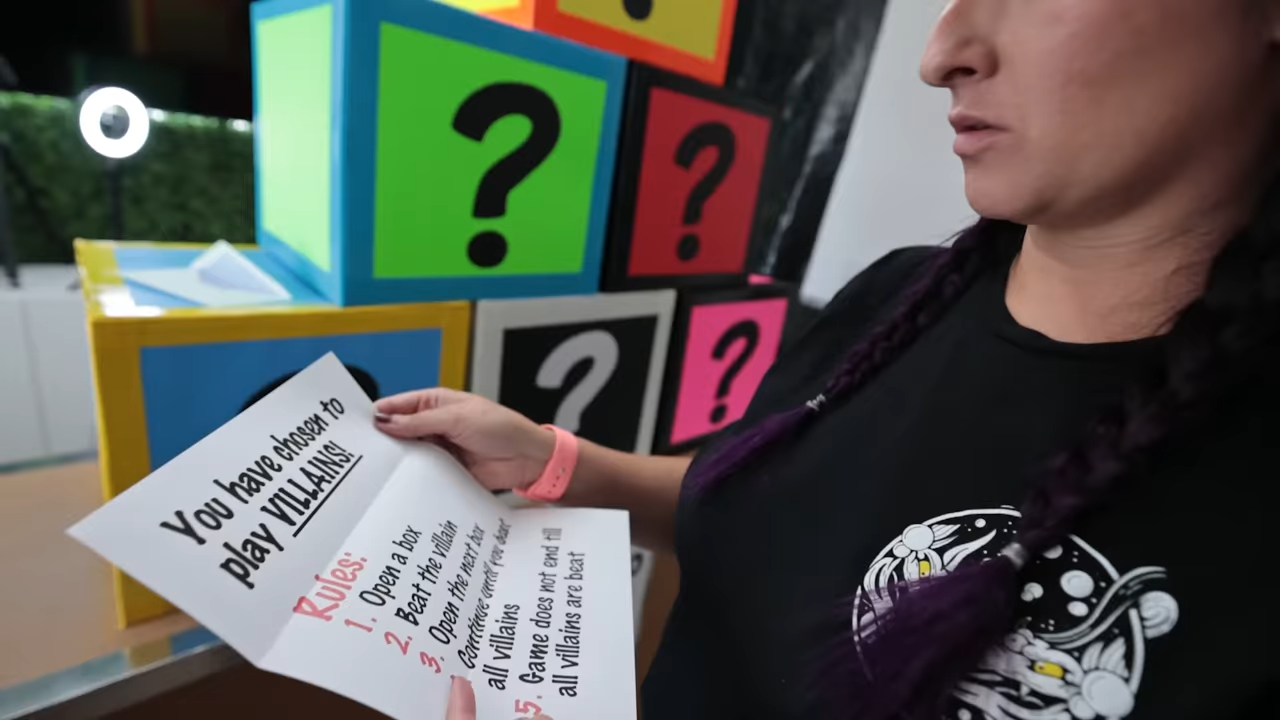 You have chosen to
play VILLAINS!
Rules:
1. Open a box
2. Beat the villain
3. Open the next box
Continue until you beat
all villains
5. Game does not end till
all villains are beat
?
?
?
?